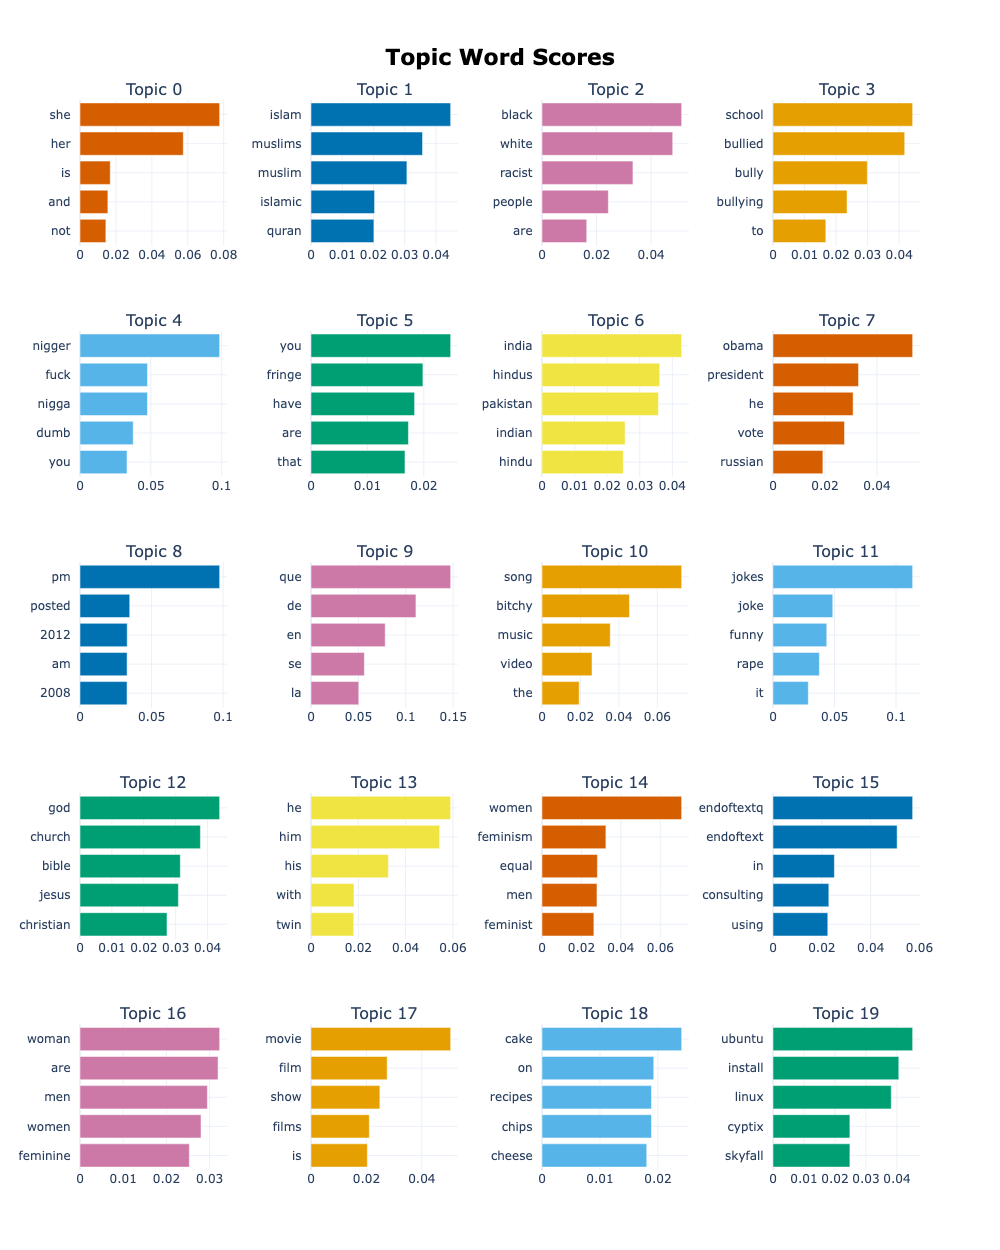 Topic Word Scores
Topic 0
she
her
is
and
not
0 0.02 0.04 0.06 0.08
Topic 1
islam
muslims
muslim
islamic
quran
0 0.01 0.02 0.03 0.04
Topic 2
black
white
racist
people
are
0 0.02 0.04
Topic 3
school
bullied
bully
bullying
to
0 0.01 0.02 0.03 0.04
Topic 4
nigger
fuck
nigga
dumb
you
0 0.05 0.1
Topic 5
you
fringe
have
are
that
0 0.01 0.02
Topic 6
india
hindus
pakistan
indian
hindu
0 0.01 0.02 0.03 0.04
Topic 7
obama
president
he
vote
russian
0 0.02 0.04
Topic 8
pm
posted
2012
am
2008
0 0.05 0.1
Topic 9
que
de
en
se
la
0 0.05 0.1 0.15
Topic 10
song
bitchy
music
video
the
0 0.02 0.04 0.06
Topic 11
jokes
joke
funny
rape
it
0 0.05 0.1
Topic 12
god
church
bible
jesus
christian
0 0.01 0.02 0.03 0.04
Topic 13
he
him
his
with
twin
0 0.02 0.04 0.06
Topic 14
women
feminism
equal
men
feminist
0 0.02 0.04 0.06
Topic 15
endoftextq
endoftext
in
consulting
using
0 0.02 0.04 0.06
Topic 16
woman
are
men
women
feminine
0 0.01 0.02 0.03
Topic 17
movie
film
show
films
is
0 0.02 0.04
Topic 18
cake
on
recipes
chips
cheese
0 0.01 0.02
Topic 19
ubuntu
install
linux
cyptix
skyfall
0 0.01 0.02 0.03 0.04